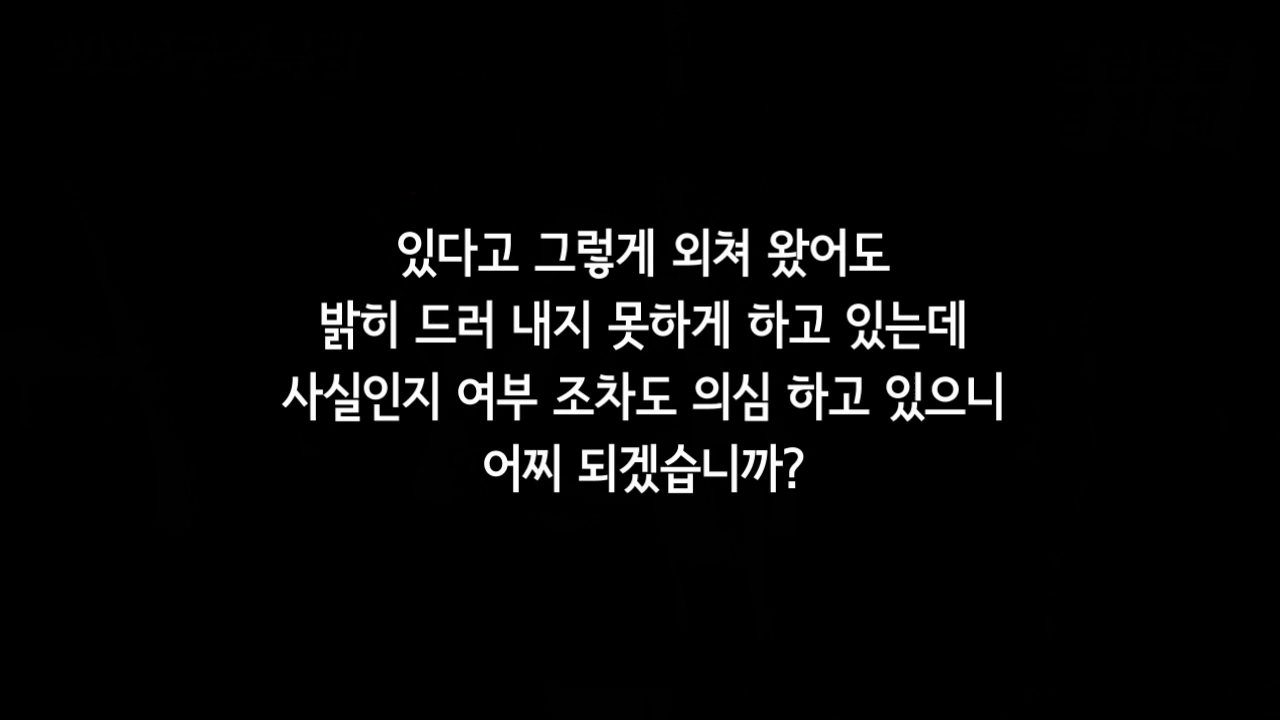 있다고 그렇게 외쳐 왔어도
밝히 드러 내지 못하게 하고 있는데
사실인지 여부 조차도 의심 하고 있으니
어찌 되겠습니까?